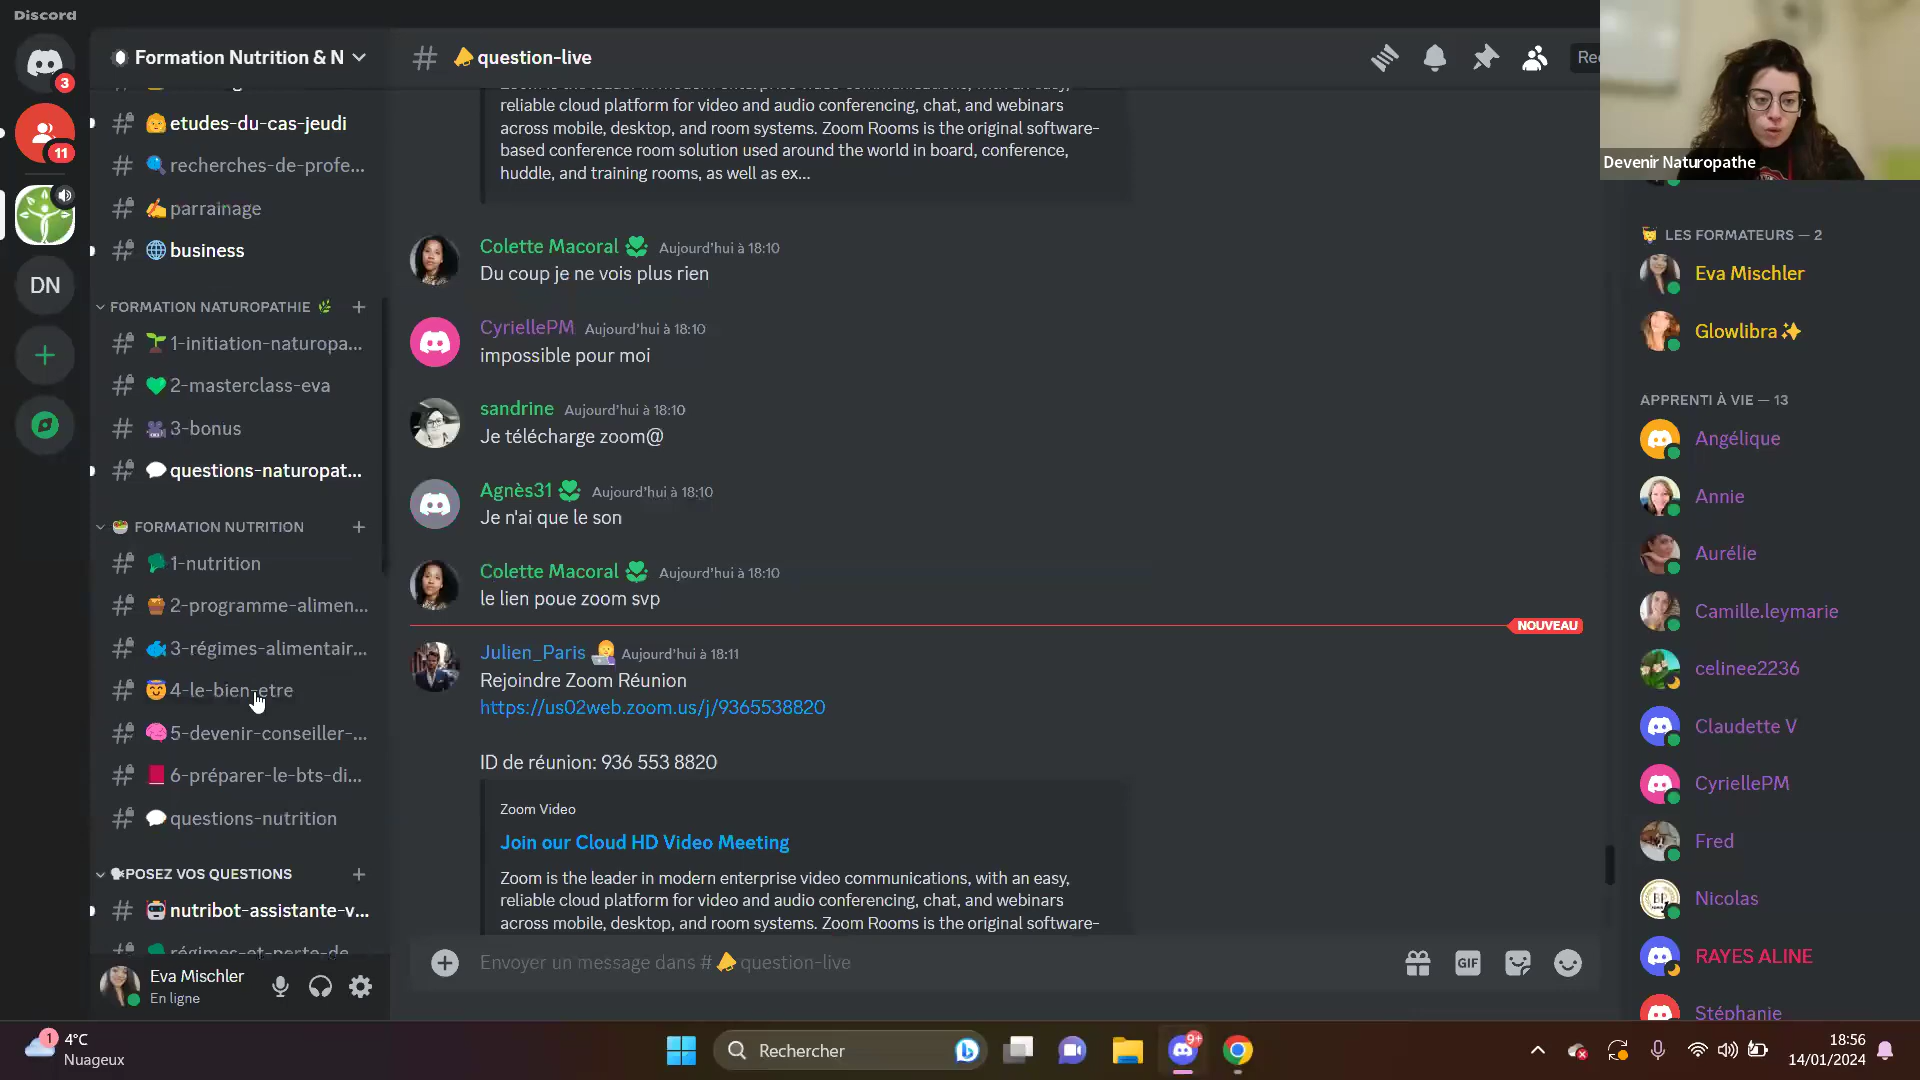 Discord
3
11
DN
Formation Nutrition & N
etudes-du-cas-jeudi
recherches-de-profe...
parrainage
business
FORMATION NATUROPATHIE
1-initiation-naturopa...
2-masterclass-eva
3-bonus
questions-naturopat...
FORMATION NUTRITION
1-nutrition
2-programme-alimen...
3-régimes-alimentair...
4-le-bien-etre
5-devenir-conseiller-...
6-préparer-le-bts-di...
questions-nutrition
POSEZ VOS QUESTIONS
nutribot-assistante-v...
régimes-et-perte-de
Eva Mischler
En ligne
question-live
Rec
reliable cloud platform for video and audio conferencing, chat, and webinars
across mobile, desktop, and room systems. Zoom Rooms is the original software-
based conference room solution used around the world in board, conference,
huddle, and training rooms, as well as ex...
Colette Macoral Aujourd'hui à 18:10
Du coup je ne vois plus rien
CyriellePM Aujourd'hui à 18:10
impossible pour moi
sandrine Aujourd'hui à 18:10
Je télécharge zoom@
Agnès31 Aujourd'hui à 18:10
Je n'ai que le son
Colette Macoral Aujourd'hui à 18:10
le lien poue zoom svp
NOUVEAU
Julien_Paris Aujourd'hui à 18:11
Rejoindre Zoom Réunion
https://us02web.zoom.us/j/9365538820
ID de réunion: 936 553 8820
Zoom Video
Join our Cloud HD Video Meeting
Zoom is the leader in modern enterprise video communications, with an easy,
reliable cloud platform for video and audio conferencing, chat, and webinars
across mobile, desktop, and room systems. Zoom Rooms is the original software-
Envoyer un message dans # question-live
GIF
Devenir Naturopathe
LES FORMATEURS — 2
Eva Mischler
Glowlibra
APPRENTI À VIE — 13
Angélique
Annie
Aurélie
Camille.leymarie
celinee2236
Claudette V
CyriellePM
Fred
Nicolas
RAYES ALINE
Stéphanie
1
4°C
Nuageux
Rechercher
9+
18:56
14/01/2024